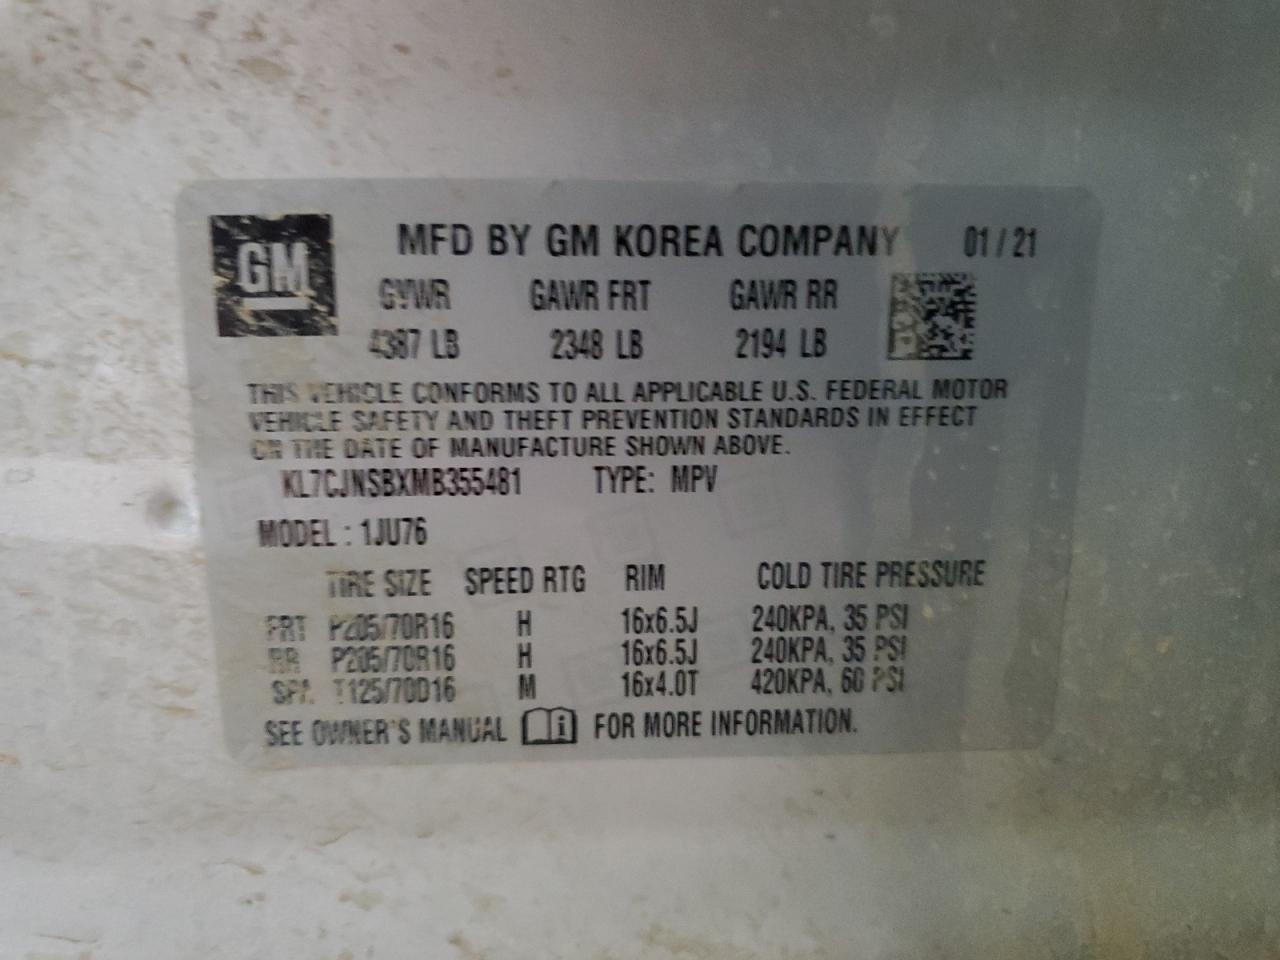 GM
MFD BY GM KOREA COMPANY 01/21
GVWR GAWR FRT GAWR RR
4387 LB 2348 LB 2194 LB
THIS VEHICLE CONFORMS TO ALL APPLICABLE U.S. FEDERAL MOTOR
VEHICLE SAFETY AND THEFT PREVENTION STANDARDS IN EFFECT
ON THE DATE OF MANUFACTURE SHOWN ABOVE.
KL7CJNSBXMB355481 TYPE: MPV
MODEL : 1JU76
TIRE SIZE SPEED RTG RIM COLD TIRE PRESSURE
FRT P205/70R16 H 16x6.5J 240KPA, 35 PSI
RR P205/70R16 H 16x6.5J 240KPA, 35 PSI
SPA T125/70D16 M 16x4.0T 420KPA, 60 PSI
SEE OWNER'S MANUAL FOR MORE INFORMATION.